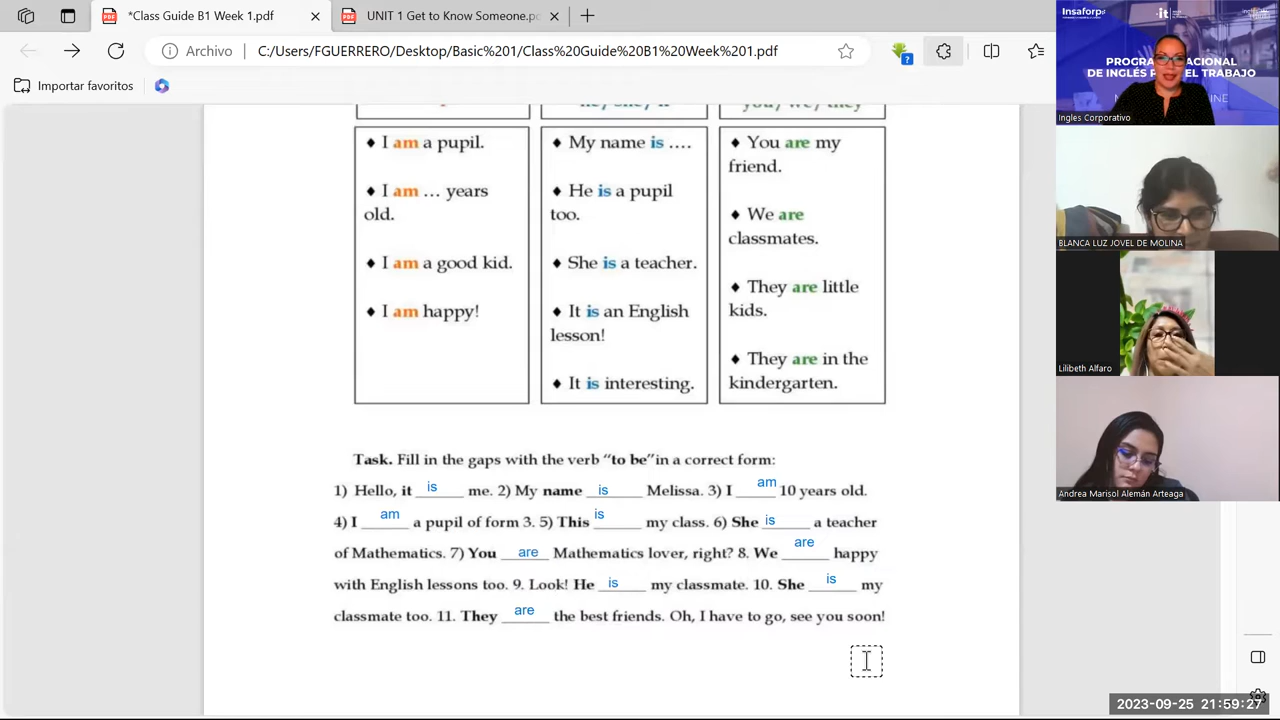 *Class Guide B1 Week 1.pdf
UNIT 1 Get to Know Someone.p
Archivo
C:/Users/FGUERRERO/Desktop/Basic%201/Class%20Guide%20B1%20Week%201.pdf
Importar favoritos
he/ she/ it
you/ we/ they
♦ I am a pupil.
♦ I am … years
old.
♦ I am a good kid.
♦ I am happy!
♦ My name is ….
♦ He is a pupil
too.
♦ She is a teacher.
♦ It is an English
lesson!
♦ It is interesting.
♦ You are my
friend.
♦ We are
classmates.
♦ They are little
kids.
♦ They are in the
kindergarten.
Task. Fill in the gaps with the verb “to be”in a correct form:
1) Hello, it is me. 2) My name is Melissa. 3) I am 10 years old.
4) I am a pupil of form 3. 5) This is my class. 6) She is a teacher
of Mathematics. 7) You are Mathematics lover, right? 8. We are happy
with English lessons too. 9. Look! He is my classmate. 10. She is my
classmate too. 11. They are the best friends. Oh, I have to go, see you soon!
Insaforp
it
DE INGLÉS
EL TRABAJO
Ingles Corporativo
BLANCA LUZ JOVEL DE MOLINA
Lilibeth Alfaro
Andrea Marisol Alemán Arteaga
2023-09-25 21:59:27